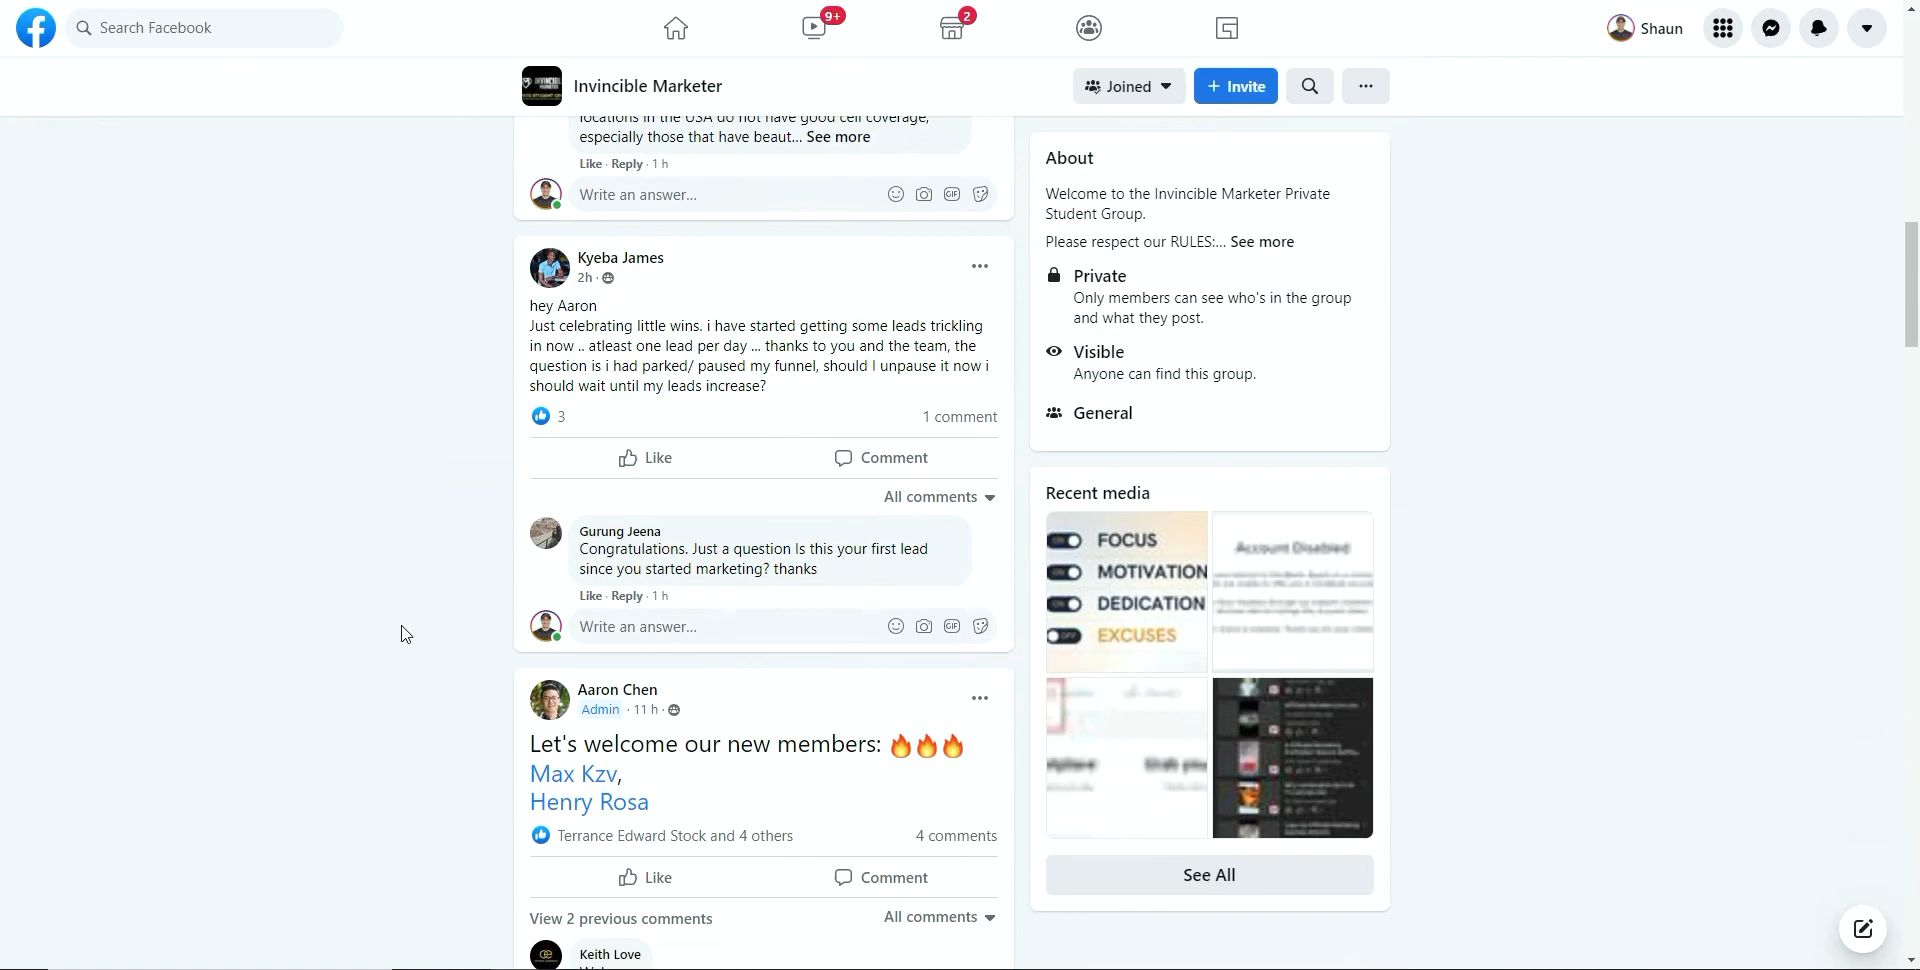 Search Facebook
9+
2
Shaun
Invincible Marketer
Joined
+ Invite
locations in the USA do not have good cell coverage,
especially those that have beaut... See more
Like · Reply · 1 h
Write an answer...
GIF
Kyeba James
2h ·
hey Aaron
Just celebrating little wins. i have started getting some leads trickling
in now .. atleast one lead per day ... thanks to you and the team, the
question is i had parked/ paused my funnel, should I unpause it now i
should wait until my leads increase?
3
1 comment
Like
Comment
All comments
Gurung Jeena
Congratulations. Just a question Is this your first lead
since you started marketing? thanks
Like · Reply · 1 h
Write an answer...
GIF
Aaron Chen
Admin · 11 h ·
Let's welcome our new members: 🔥🔥🔥
Max Kzv,
Henry Rosa
Terrance Edward Stock and 4 others
4 comments
Like
Comment
View 2 previous comments
All comments
Keith Love
About
Welcome to the Invincible Marketer Private
Student Group.
Please respect our RULES:... See more
Private
Only members can see who's in the group
and what they post.
Visible
Anyone can find this group.
General
Recent media
ON FOCUS
ON MOTIVATION
ON DEDICATION
OFF EXCUSES
Account Disabled
See All